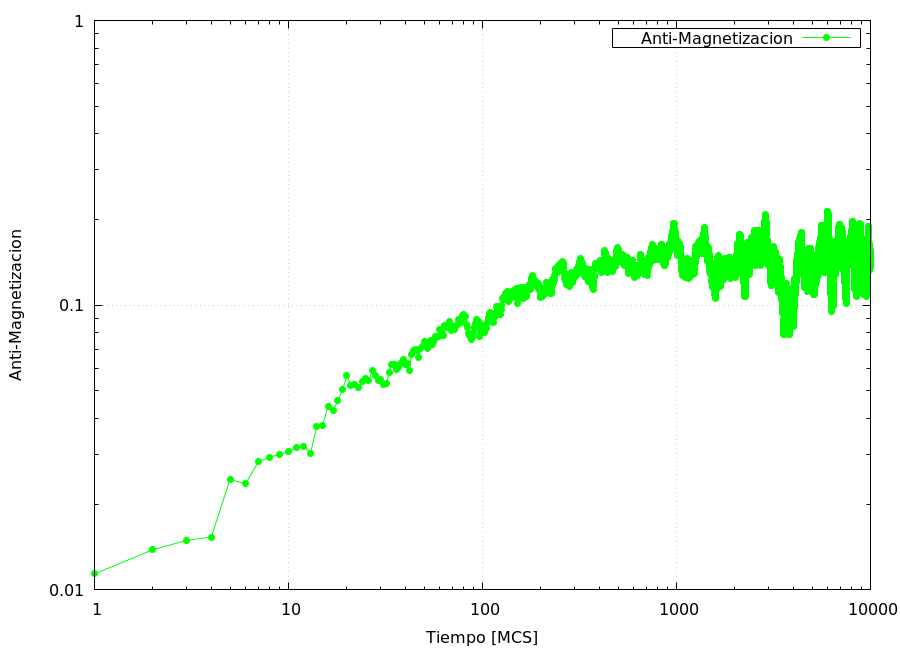 1
Anti-Magnetizacion
Anti-Magnetizacion
0.1
0.01
1 10 100 1000 10000
Tiempo [MCS]